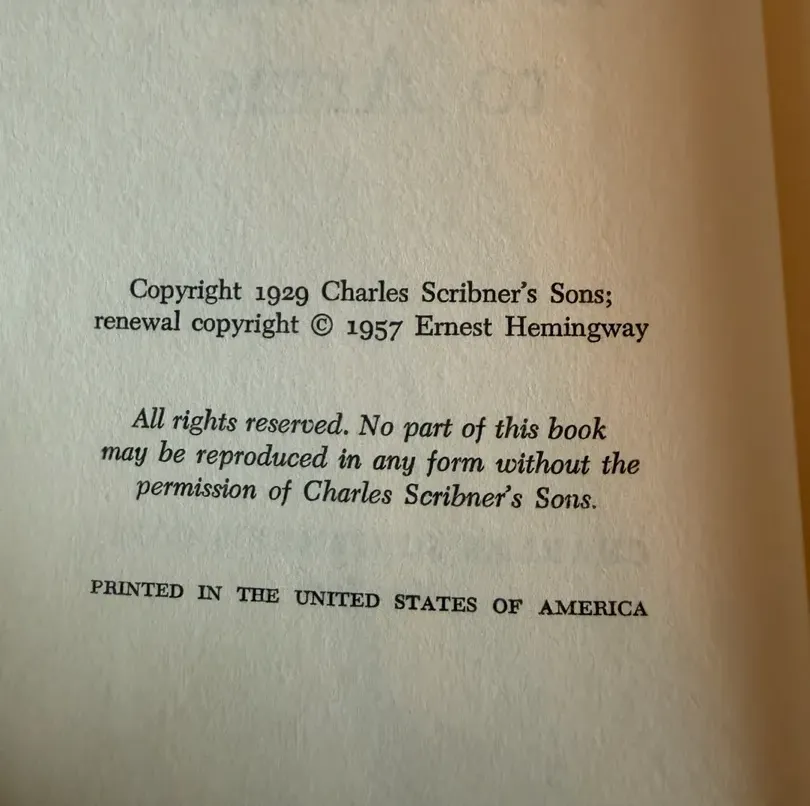 Copyright 1929 Charles Scribner's Sons;
renewal copyright © 1957 Ernest Hemingway
All rights reserved. No part of this book
may be reproduced in any form without the
permission of Charles Scribner's Sons.
PRINTED IN THE UNITED STATES OF AMERICA